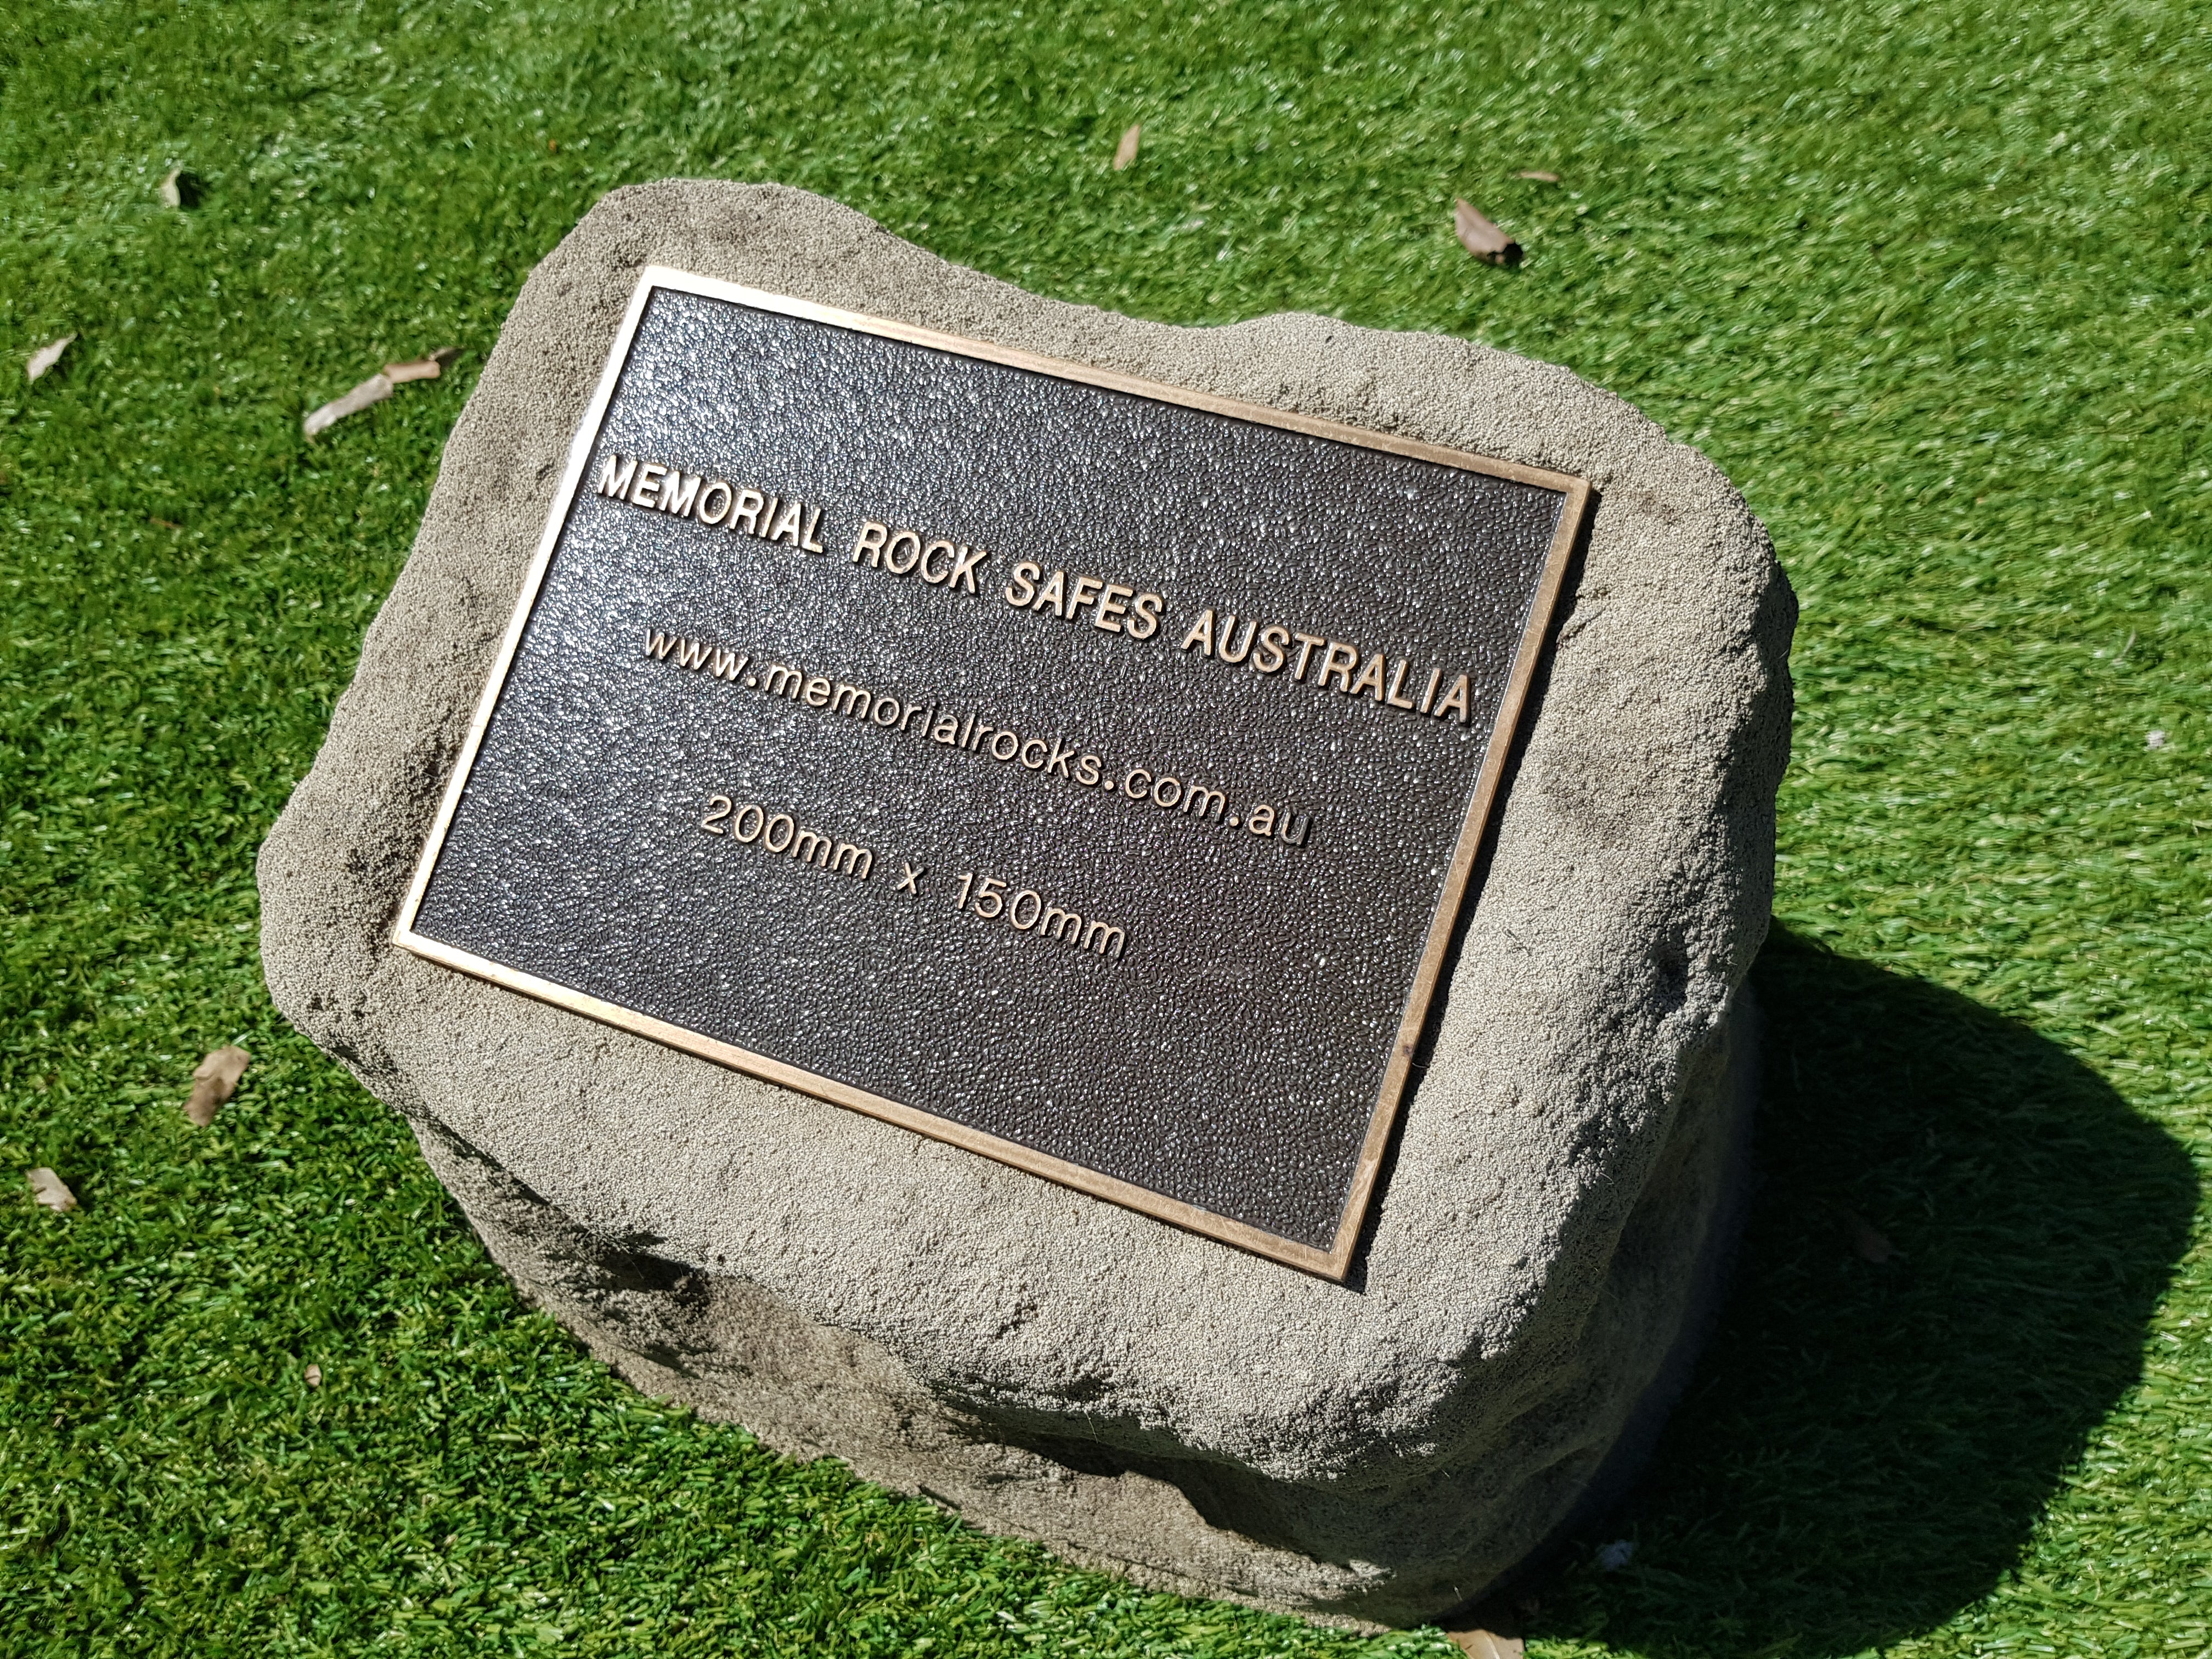 MEMORIAL ROCK SAFES AUSTRALIA
www.memorialrocks.com.au
200mm x 150mm